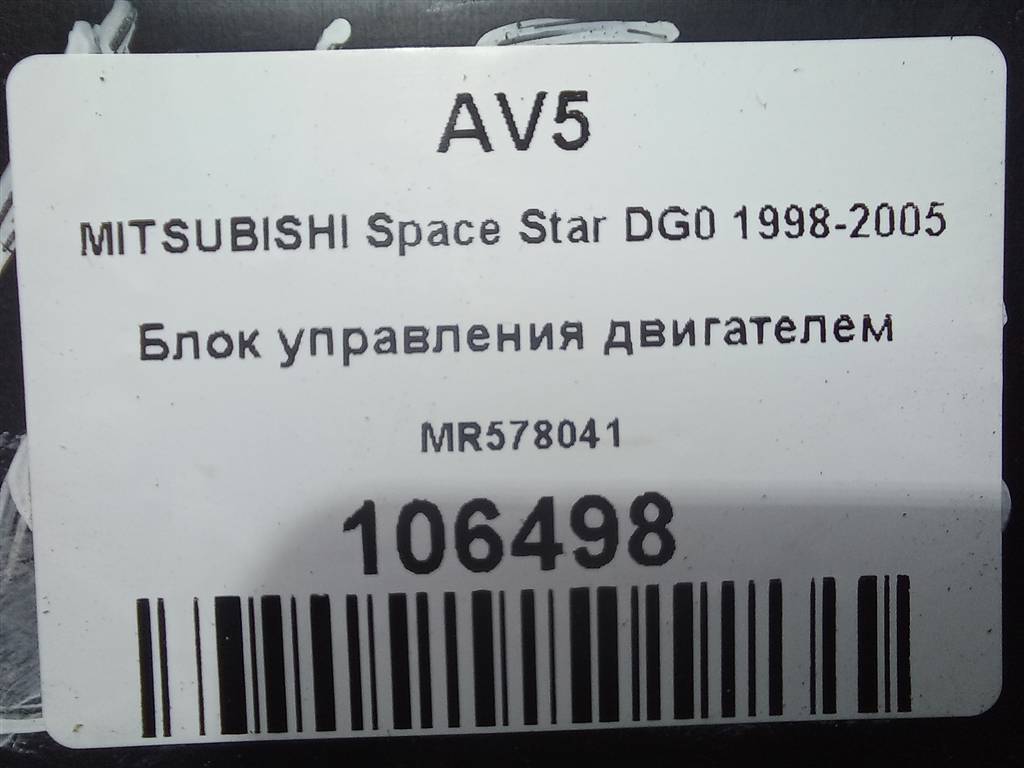 AV5
MITSUBISHI Space Star DG0 1998-2005
Блок управления двигателем
MR578041
106498